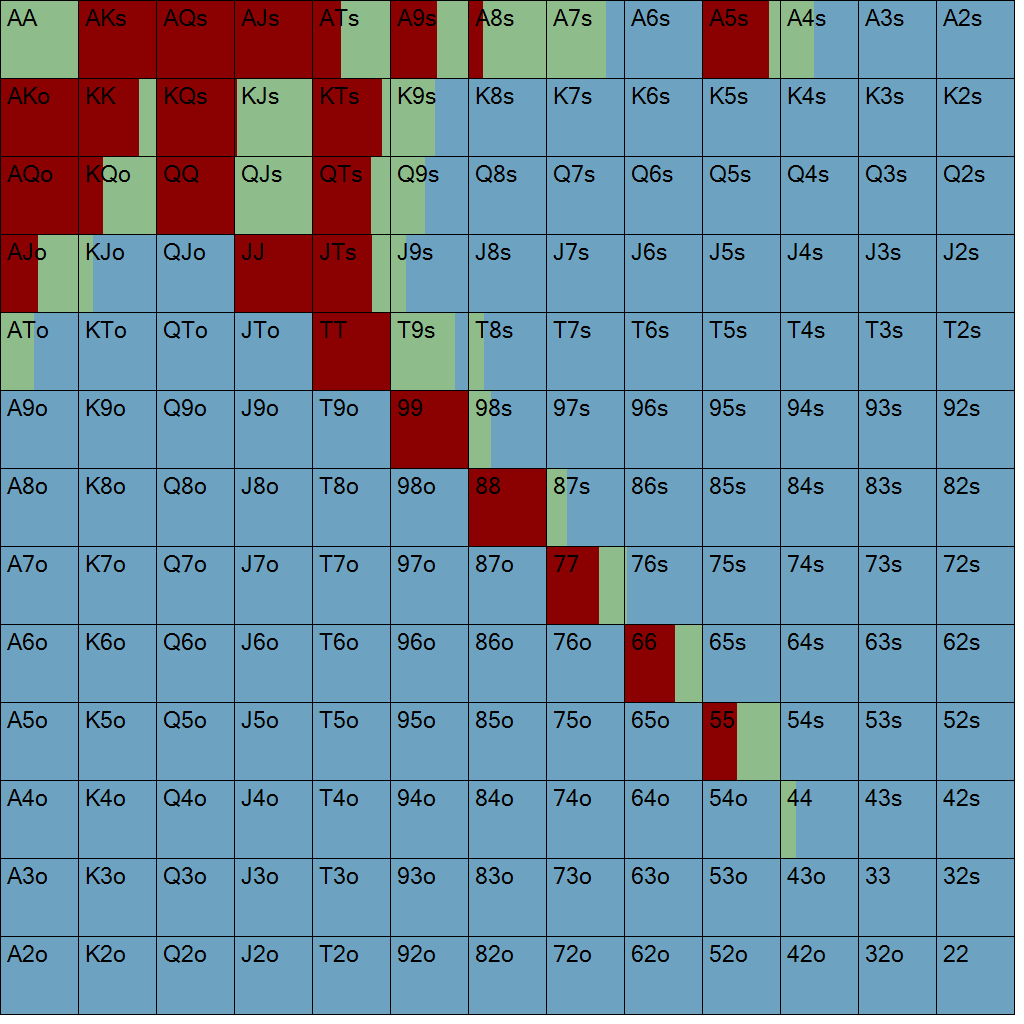 AA AKs AQs AJs ATs A9s A8s A7s A6s A5s A4s A3s A2s
AKo KK KQs KJs KTs K9s K8s K7s K6s K5s K4s K3s K2s
AQo KQo QQ QJs QTs Q9s Q8s Q7s Q6s Q5s Q4s Q3s Q2s
AJo KJo QJo JJ JTs J9s J8s J7s J6s J5s J4s J3s J2s
ATo KTo QTo JTo TT T9s T8s T7s T6s T5s T4s T3s T2s
A9o K9o Q9o J9o T9o 99 98s 97s 96s 95s 94s 93s 92s
A8o K8o Q8o J8o T8o 98o 88 87s 86s 85s 84s 83s 82s
A7o K7o Q7o J7o T7o 97o 87o 77 76s 75s 74s 73s 72s
A6o K6o Q6o J6o T6o 96o 86o 76o 66 65s 64s 63s 62s
A5o K5o Q5o J5o T5o 95o 85o 75o 65o 55 54s 53s 52s
A4o K4o Q4o J4o T4o 94o 84o 74o 64o 54o 44 43s 42s
A3o K3o Q3o J3o T3o 93o 83o 73o 63o 53o 43o 33 32s
A2o K2o Q2o J2o T2o 92o 82o 72o 62o 52o 42o 32o 22